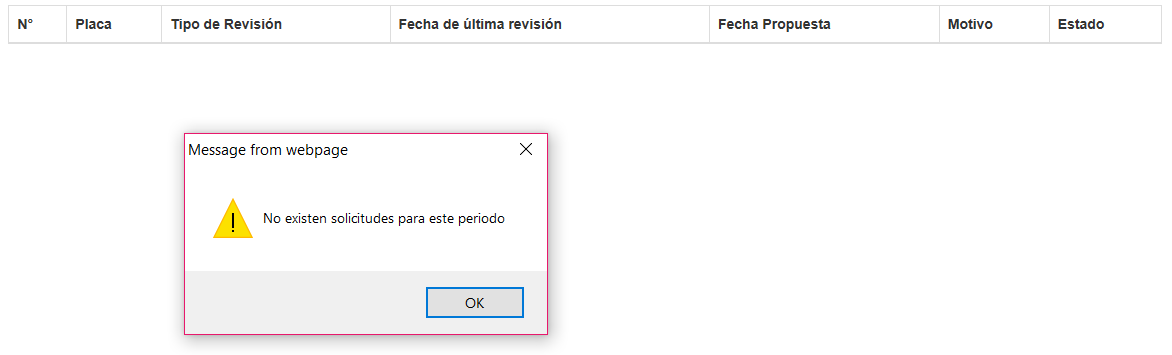 N° Placa Tipo de Revisión Fecha de última revisión Fecha Propuesta Motivo Estado
Message from webpage
No existen solicitudes para este periodo
OK